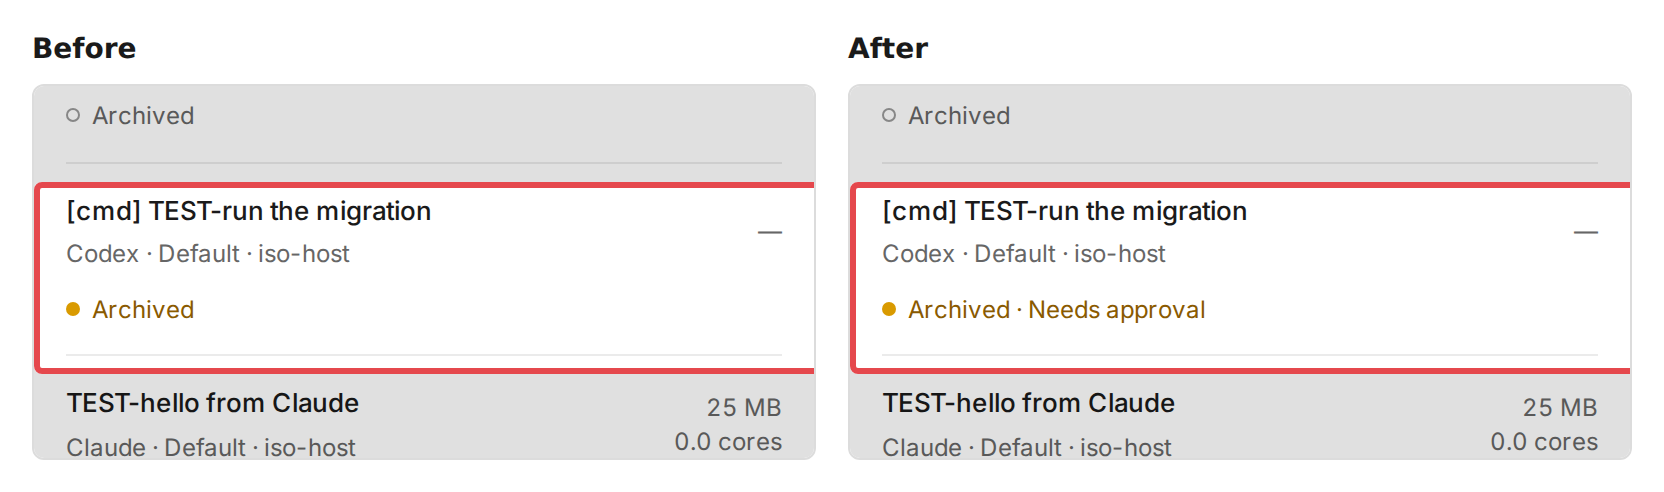 Before
Archived
[cmd] TEST-run the migration
—
Codex · Default · iso-host
Archived
TEST-hello from Claude
25 MB
Claude · Default · iso-host
0.0 cores
After
Archived
[cmd] TEST-run the migration
—
Codex · Default · iso-host
Archived · Needs approval
TEST-hello from Claude
25 MB
Claude · Default · iso-host
0.0 cores